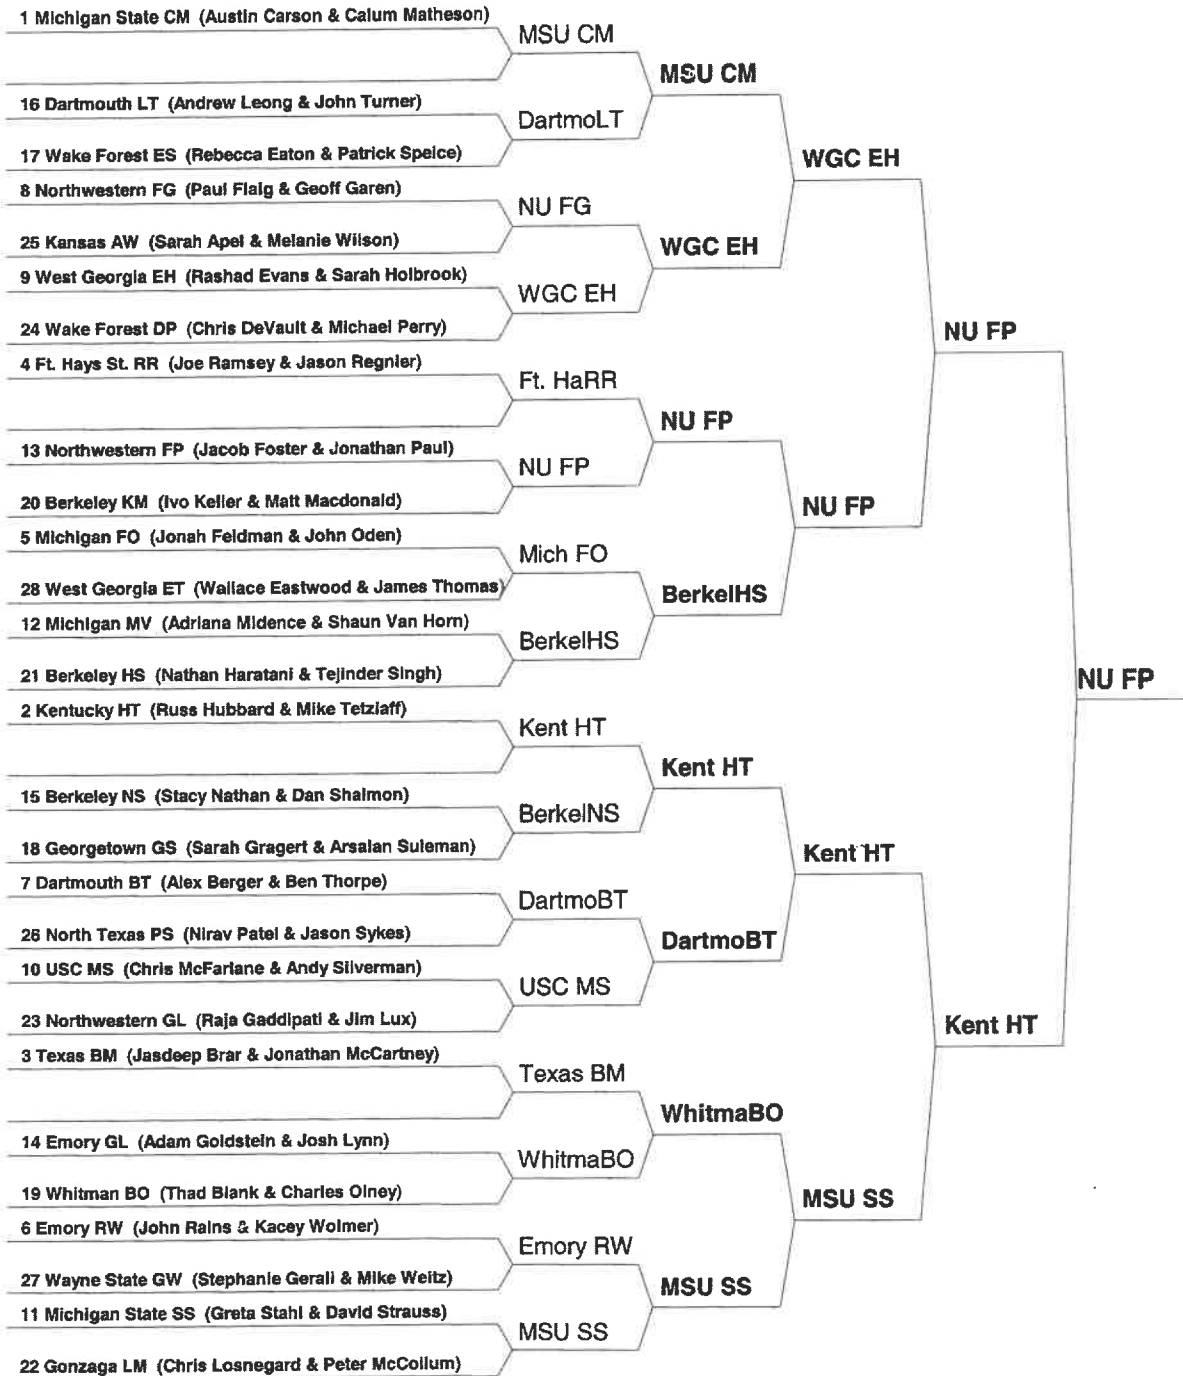 1 Michigan State CM (Austin Carson & Calum Matheson)
MSU CM
MSU CM
16 Dartmouth LT (Andrew Leong & John Turner)
DartmoLT
17 Wake Forest ES (Rebecca Eaton & Patrick Speice)
WGC EH
8 Northwestern FG (Paul Flaig & Geoff Garen)
NU FG
25 Kansas AW (Sarah Apel & Melanie Wilson)
WGC EH
9 West Georgia EH (Rashad Evans & Sarah Holbrook)
WGC EH
24 Wake Forest DP (Chris DeVault & Michael Perry)
NU FP
4 Ft. Hays St. RR (Joe Ramsey & Jason Regnier)
Ft. HaRR
NU FP
13 Northwestern FP (Jacob Foster & Jonathan Paul)
NU FP
20 Berkeley KM (Ivo Keller & Matt Macdonald)
NU FP
5 Michigan FO (Jonah Feldman & John Oden)
Mich FO
28 West Georgia ET (Wallace Eastwood & James Thomas)
BerkelHS
12 Michigan MV (Adriana Midence & Shaun Van Horn)
BerkelHS
21 Berkeley HS (Nathan Haratani & Tejinder Singh)
NU FP
2 Kentucky HT (Russ Hubbard & Mike Tetzlaff)
Kent HT
Kent HT
15 Berkeley NS (Stacy Nathan & Dan Shalmon)
BerkelNS
18 Georgetown GS (Sarah Gragert & Arsalan Suleman)
Kent HT
7 Dartmouth BT (Alex Berger & Ben Thorpe)
DartmoBT
26 North Texas PS (Nirav Patel & Jason Sykes)
DartmoBT
10 USC MS (Chris McFarlane & Andy Silverman)
USC MS
23 Northwestern GL (Raja Gaddipati & Jim Lux)
Kent HT
3 Texas BM (Jasdeep Brar & Jonathan McCartney)
Texas BM
WhitmaBO
14 Emory GL (Adam Goldstein & Josh Lynn)
WhitmaBO
19 Whitman BO (Thad Blank & Charles Olney)
MSU SS
6 Emory RW (John Rains & Kacey Wolmer)
Emory RW
27 Wayne State GW (Stephanie Gerali & Mike Weitz)
MSU SS
11 Michigan State SS (Greta Stahl & David Strauss)
MSU SS
22 Gonzaga LM (Chris Losnegard & Peter McCollum)